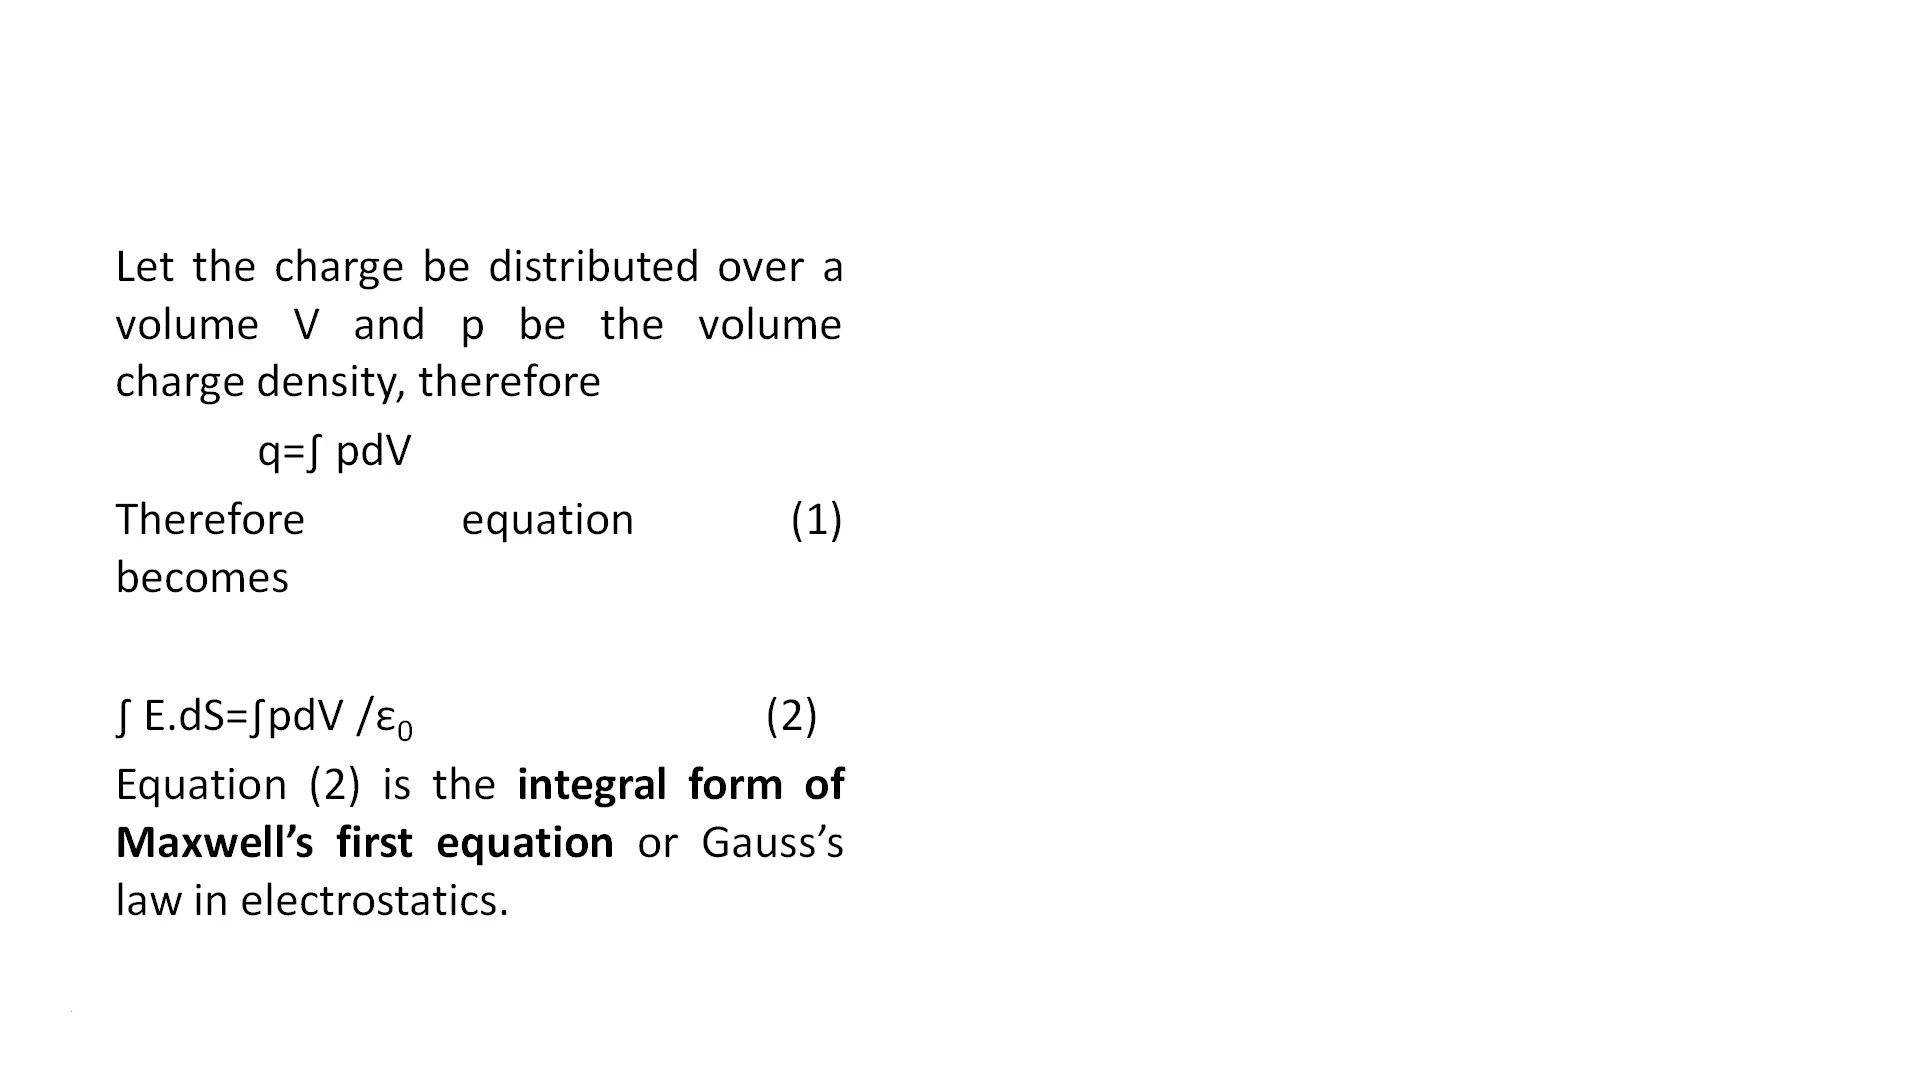 Let the charge be distributed over a
volume V and p be the volume
charge density, therefore
q=∫ pdV
Therefore equation (1)
becomes
∫ E.dS=∫pdV /ε₀ (2)
Equation (2) is the integral form of
Maxwell’s first equation or Gauss’s
law in electrostatics.